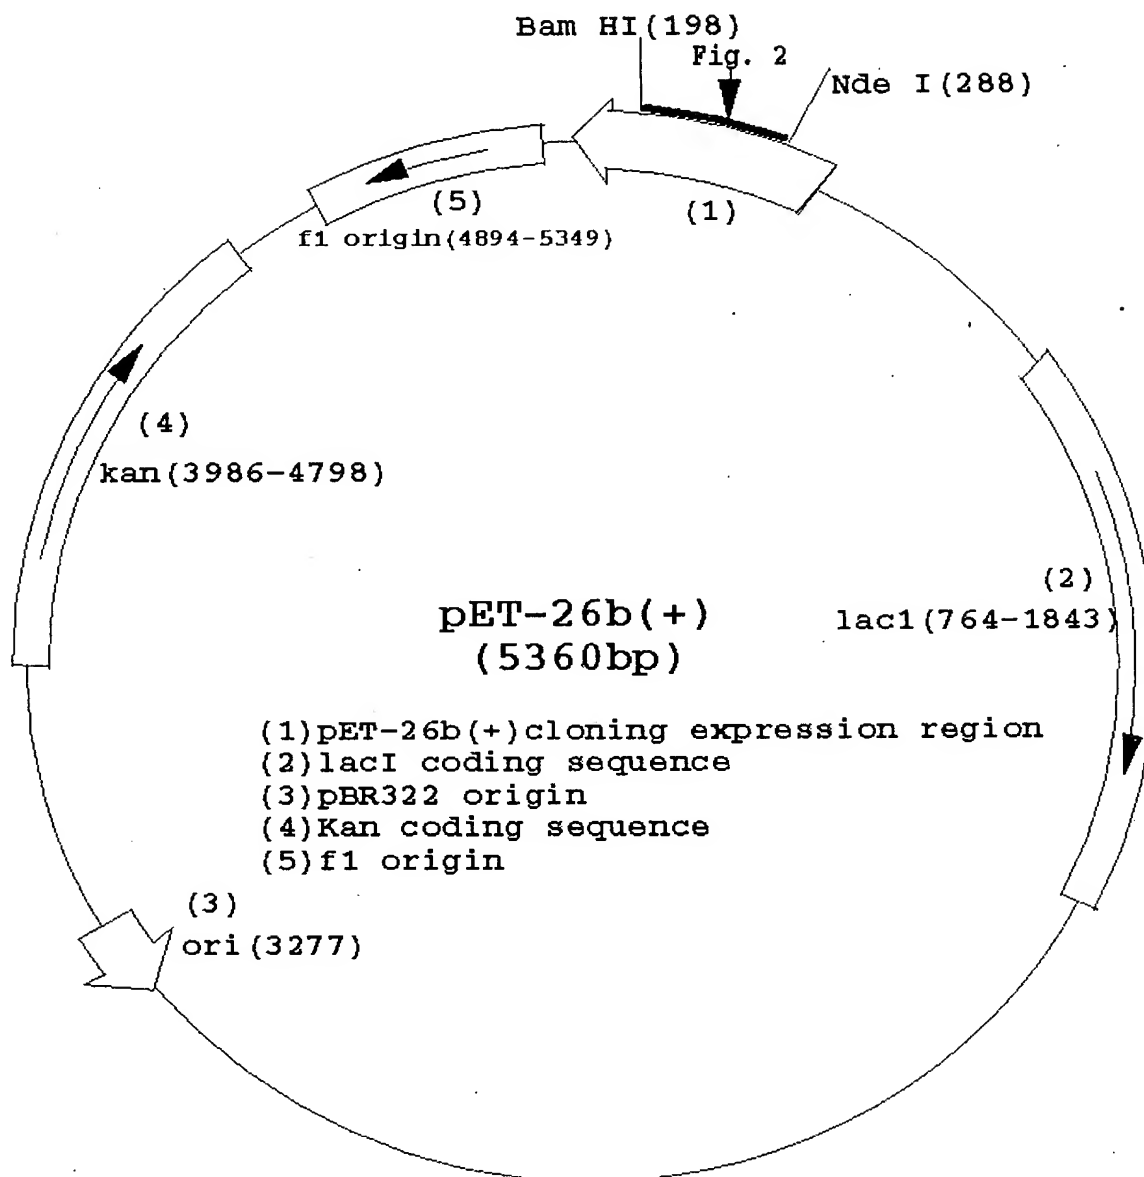 Bam HI(198)
Fig. 2
Nde I(288)
(1)
(5)
f1 origin(4894-5349)
(4)
kan(3986-4798)
(2)
lac1(764-1843)
pET-26b(+)
(5360bp)
(1)pET-26b(+)cloning expression region
(2)lacI coding sequence
(3)pBR322 origin
(4)Kan coding sequence
(5)f1 origin
(3)
ori(3277)